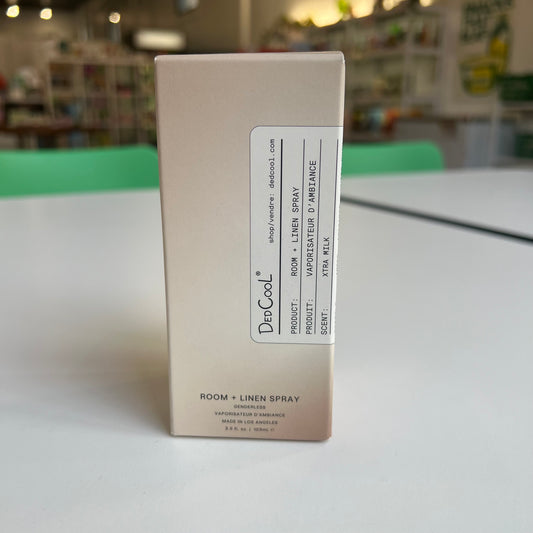 DEDCOOL®
shop/vendre: dedcool.com
PRODUCT: ROOM + LINEN SPRAY
PRODUIT: VAPORISATEUR D'AMBIANCE
SCENT: XTRA MILK
ROOM + LINEN SPRAY
GENDERLESS
VAPORISATEUR D'AMBIANCE
MADE IN LOS ANGELES